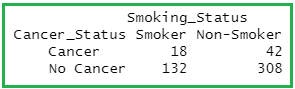 Smoking_Status
Cancer_Status Smoker Non-Smoker
Cancer 18 42
No Cancer 132 308